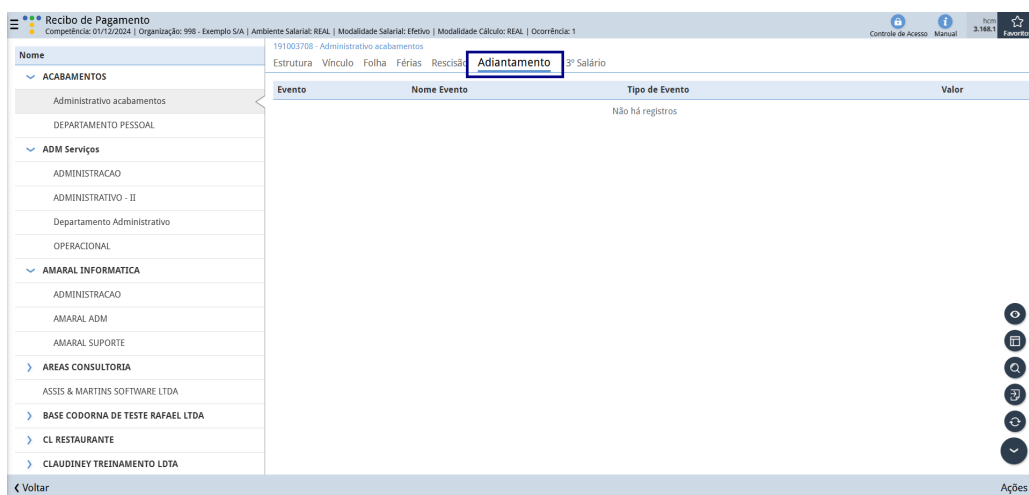 Recibo de Pagamento
Competência: 01/12/2024 | Organização: 998 - Exemplo S/A | Ambiente Salarial: REAL | Modalidade Salarial: Efetivo | Modalidade Cálculo: REAL | Ocorrência: 1
Controle de Acesso
Manual
hcm
3.168.1
Favorito
Nome
ACABAMENTOS
Administrativo acabamentos
DEPARTAMENTO PESSOAL
ADM Serviços
ADMINISTRACAO
ADMINISTRATIVO - II
Departamento Administrativo
OPERACIONAL
AMARAL INFORMATICA
ADMINISTRACAO
AMARAL ADM
AMARAL SUPORTE
AREAS CONSULTORIA
ASSIS & MARTINS SOFTWARE LTDA
BASE CODORNA DE TESTE RAFAEL LTDA
CL RESTAURANTE
CLAUDINEY TREINAMENTO LDTA
191003708 - Administrativo acabamentos
Estrutura Vínculo Folha Férias Rescisão Adiantamento 3º Salário
Evento Nome Evento Tipo de Evento Valor
Não há registros
Voltar
Ações